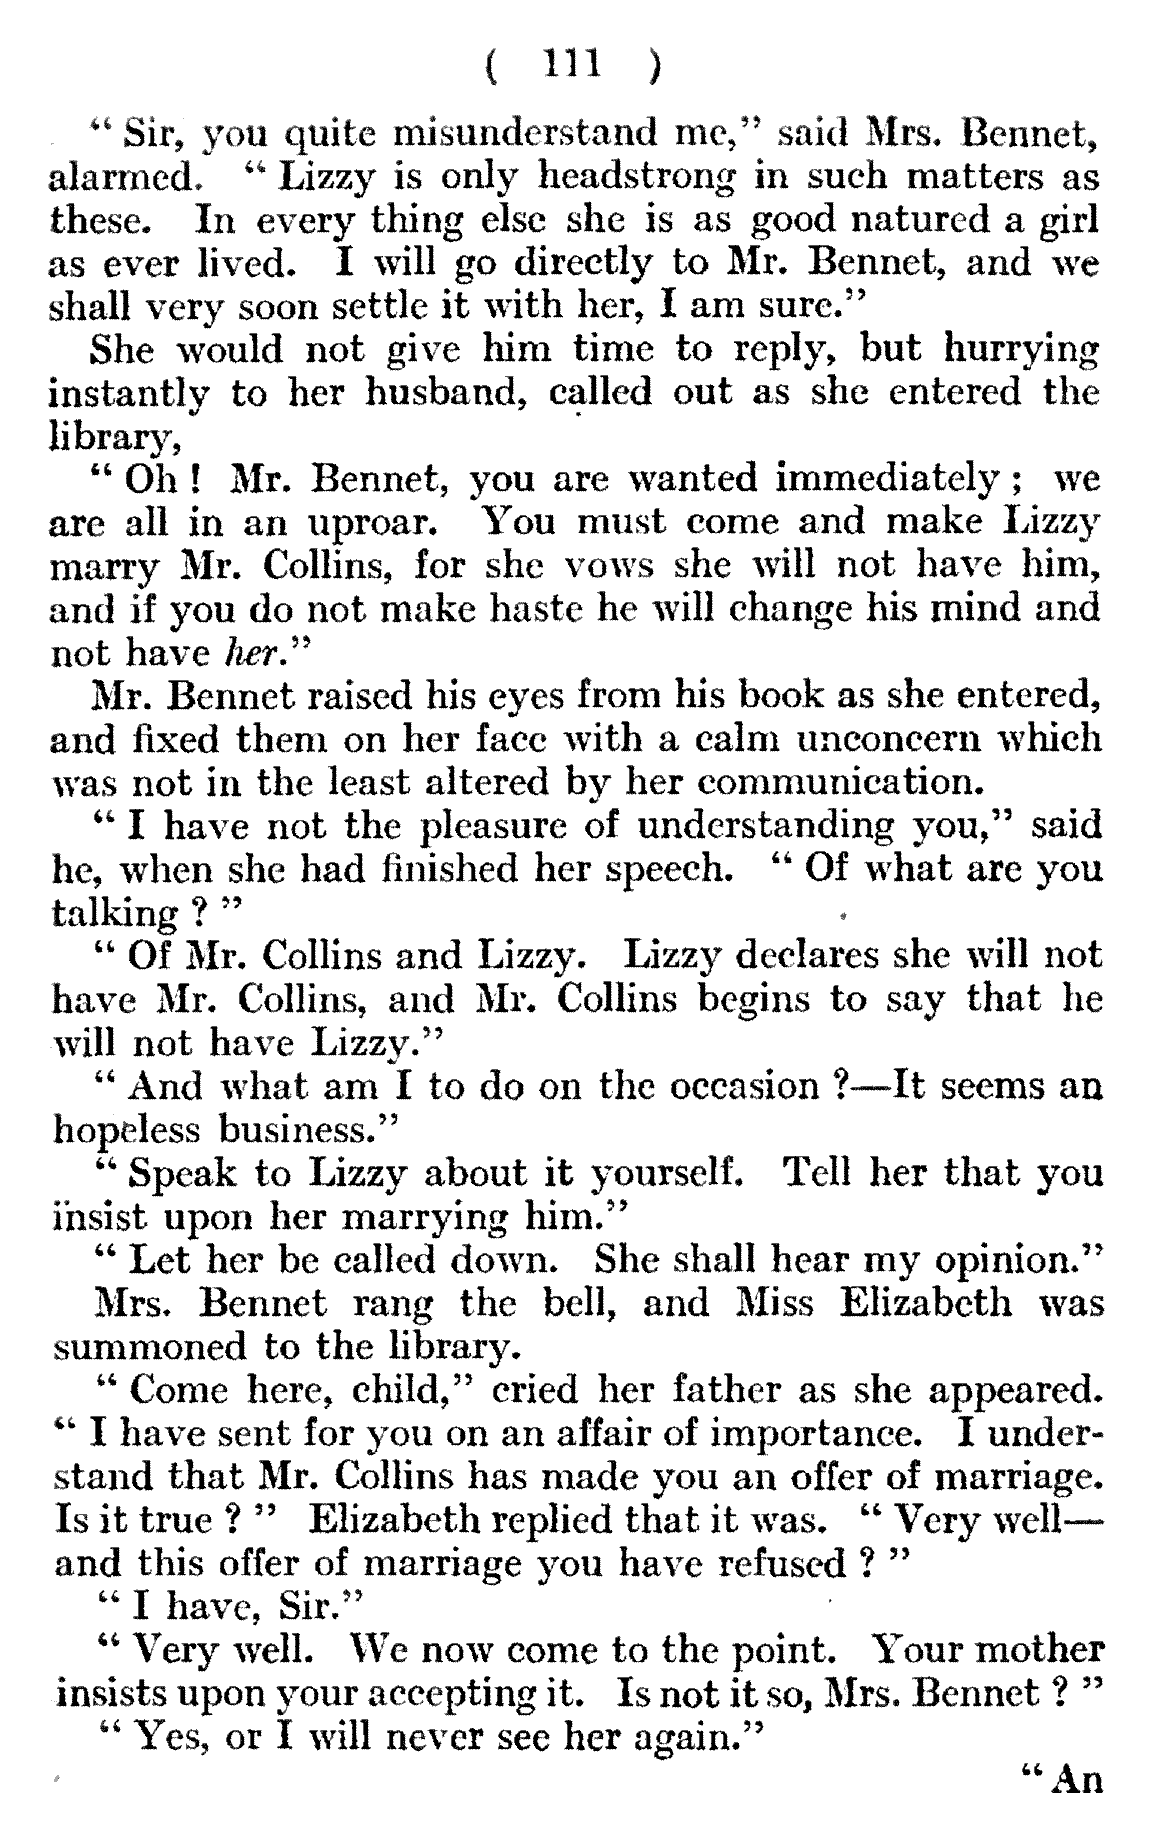 ( 111 )
“ Sir, you quite misunderstand me,” said Mrs. Bennet,
alarmed. “ Lizzy is only headstrong in such matters as
these. In every thing else she is as good natured a girl
as ever lived. I will go directly to Mr. Bennet, and we
shall very soon settle it with her, I am sure.”
She would not give him time to reply, but hurrying
instantly to her husband, called out as she entered the
library,
“ Oh ! Mr. Bennet, you are wanted immediately ; we
are all in an uproar. You must come and make Lizzy
marry Mr. Collins, for she vows she will not have him,
and if you do not make haste he will change his mind and
not have her.”
Mr. Bennet raised his eyes from his book as she entered,
and fixed them on her face with a calm unconcern which
was not in the least altered by her communication.
“ I have not the pleasure of understanding you,” said
he, when she had finished her speech. “ Of what are you
talking ? ”
“ Of Mr. Collins and Lizzy. Lizzy declares she will not
have Mr. Collins, and Mr. Collins begins to say that he
will not have Lizzy.”
“ And what am I to do on the occasion ?—It seems an
hopeless business.”
“ Speak to Lizzy about it yourself. Tell her that you
insist upon her marrying him.”
“ Let her be called down. She shall hear my opinion.”
Mrs. Bennet rang the bell, and Miss Elizabeth was
summoned to the library.
“ Come here, child,” cried her father as she appeared.
“ I have sent for you on an affair of importance. I under-
stand that Mr. Collins has made you an offer of marriage.
Is it true ? ” Elizabeth replied that it was. “ Very well—
and this offer of marriage you have refused ? ”
“ I have, Sir.”
“ Very well. We now come to the point. Your mother
insists upon your accepting it. Is not it so, Mrs. Bennet ? ”
“ Yes, or I will never see her again.”
“ An